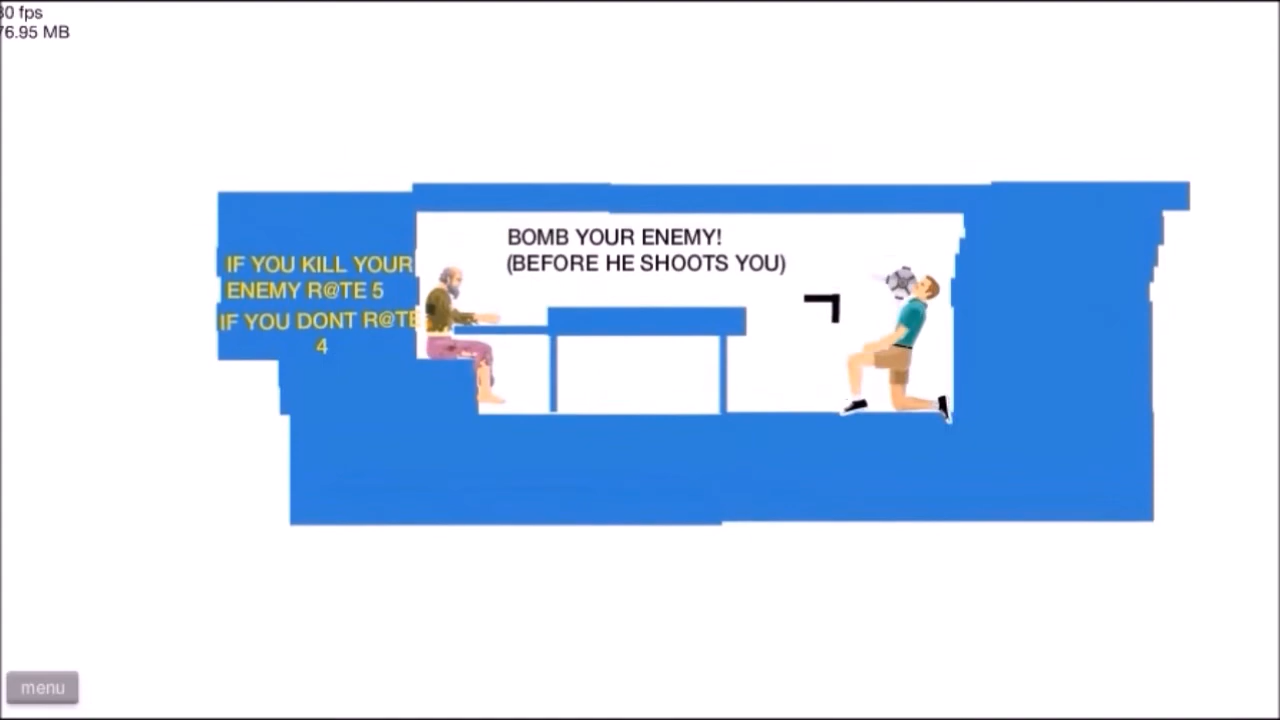 30 fps
76.95 MB
BOMB YOUR ENEMY!
(BEFORE HE SHOOTS YOU)
IF YOU KILL YOUR
ENEMY R@TE 5
IF YOU DONT R@TE
4
menu